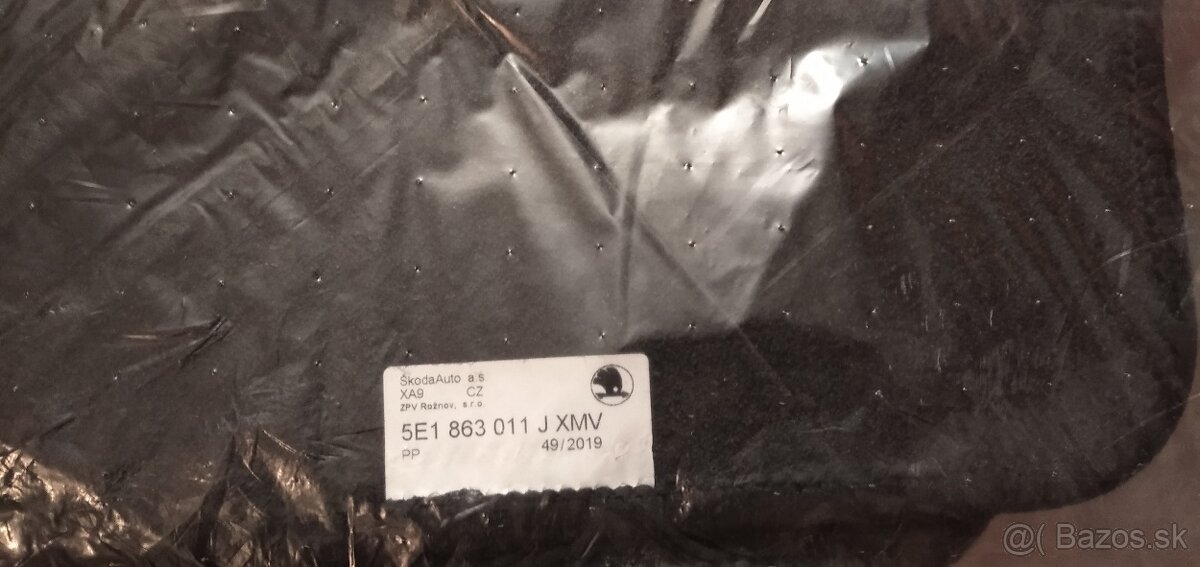 ŠkodaAuto a.s
XA9 CZ
ZPV Rožnov, s.r.o.
5E1 863 011 J XMV
PP 49/2019
@( Bazos.sk